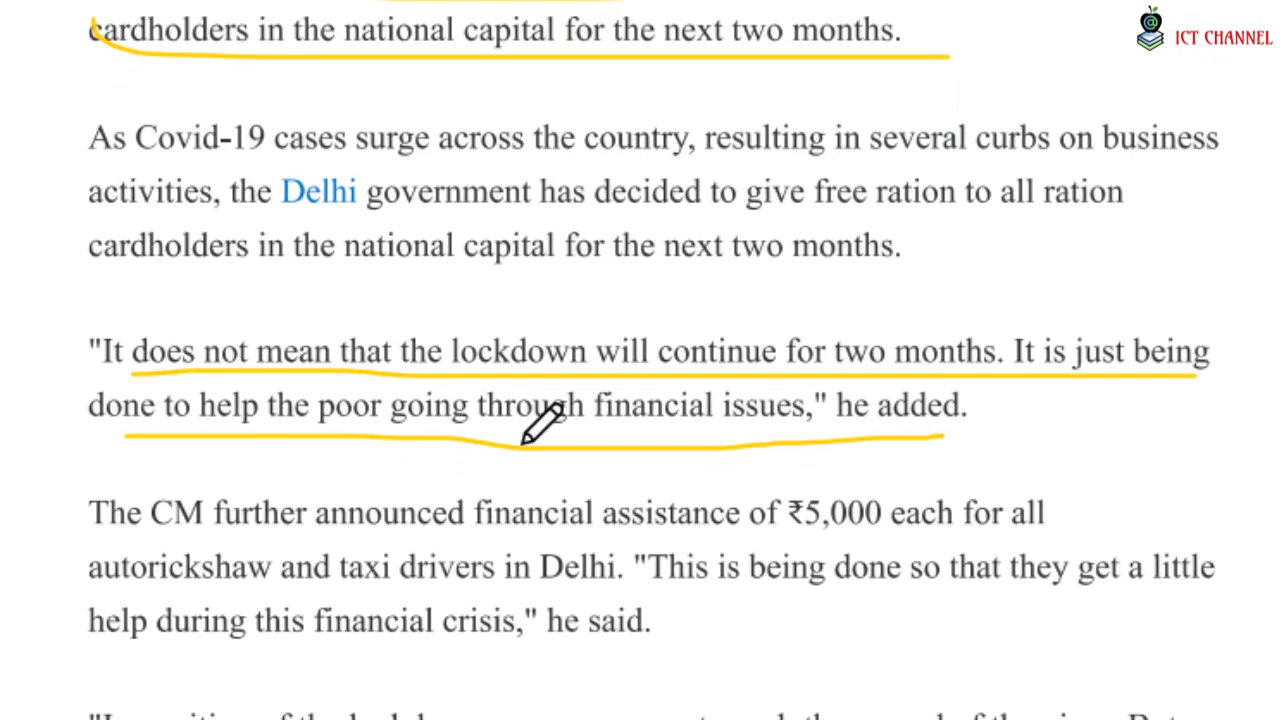 cardholders in the national capital for the next two months.
ICT CHANNEL
As Covid-19 cases surge across the country, resulting in several curbs on business
activities, the Delhi government has decided to give free ration to all ration
cardholders in the national capital for the next two months.
"It does not mean that the lockdown will continue for two months. It is just being
done to help the poor going through financial issues," he added.
The CM further announced financial assistance of ₹5,000 each for all
autorickshaw and taxi drivers in Delhi. "This is being done so that they get a little
help during this financial crisis," he said.